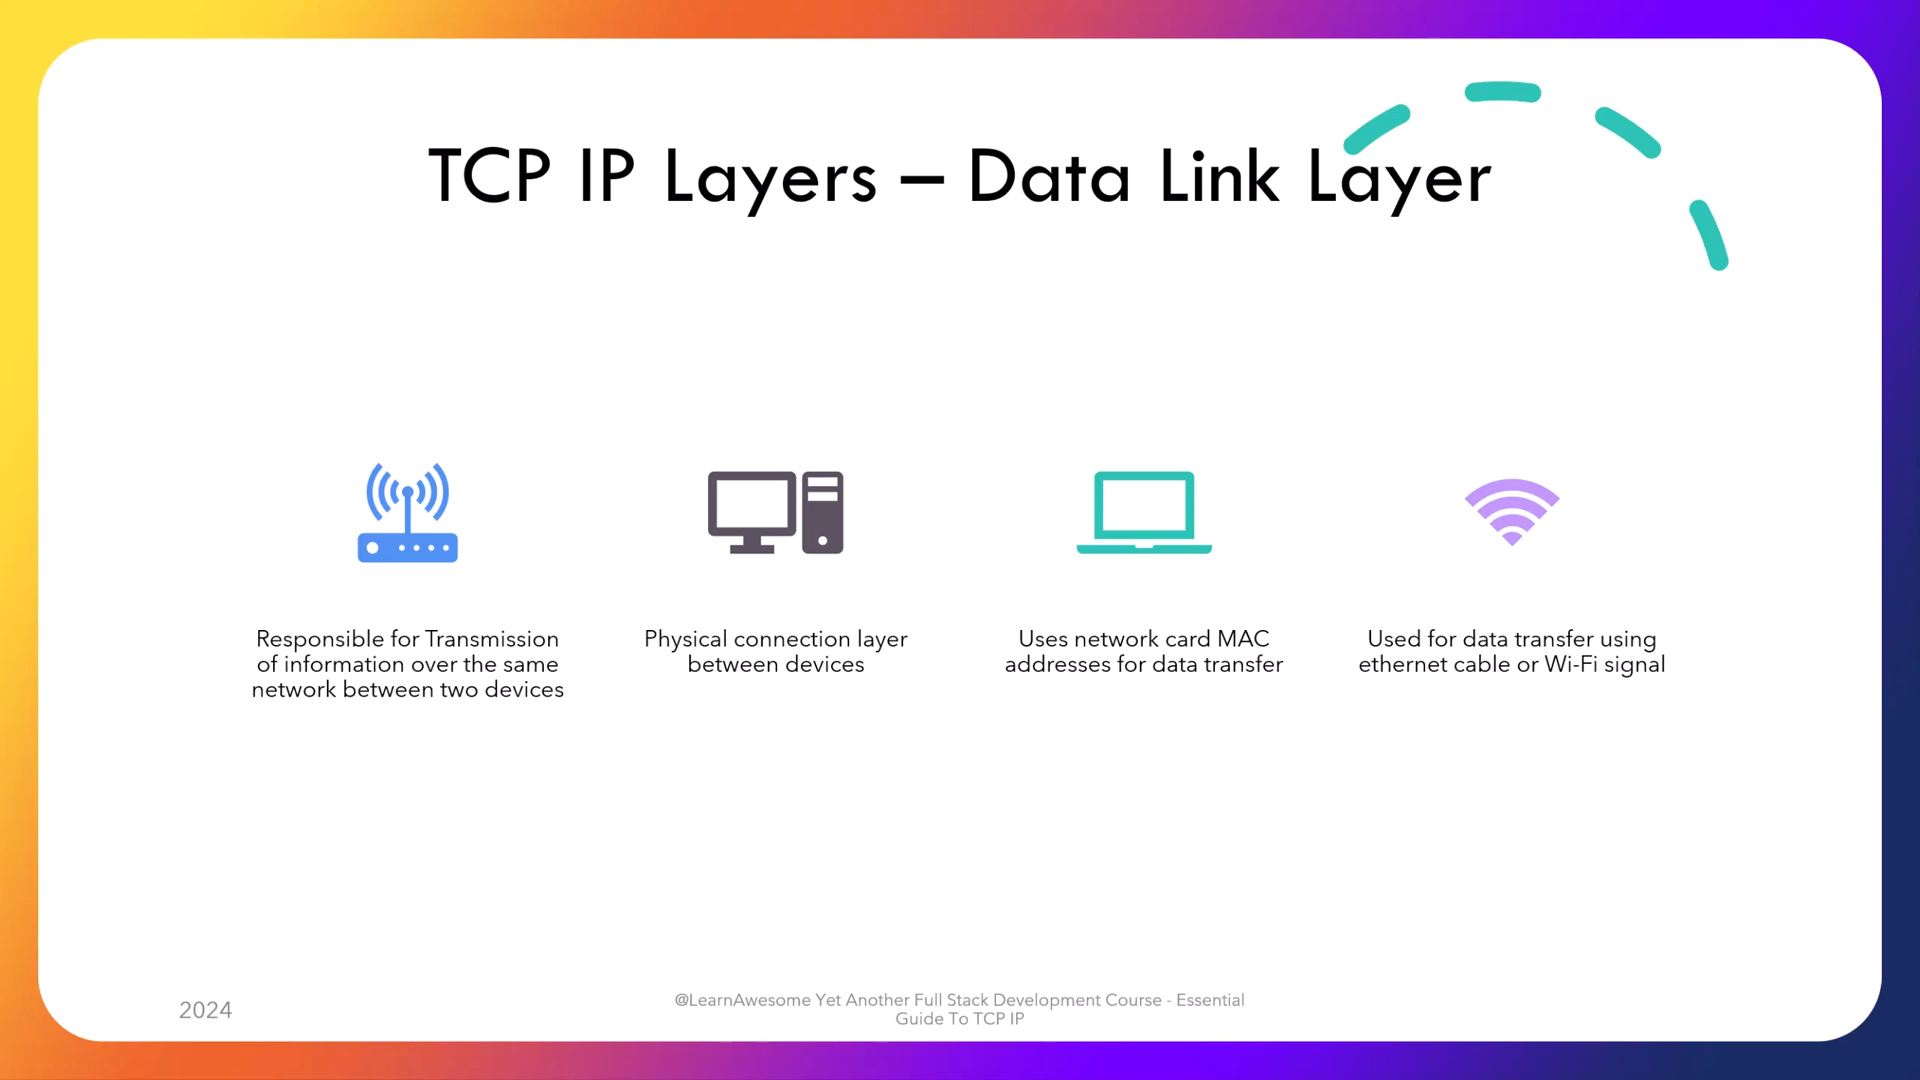 TCP IP Layers – Data Link Layer
Responsible for Transmission
of information over the same
network between two devices
Physical connection layer
between devices
Uses network card MAC
addresses for data transfer
Used for data transfer using
ethernet cable or Wi-Fi signal
2024
@LearnAwesome Yet Another Full Stack Development Course - Essential
Guide To TCP IP